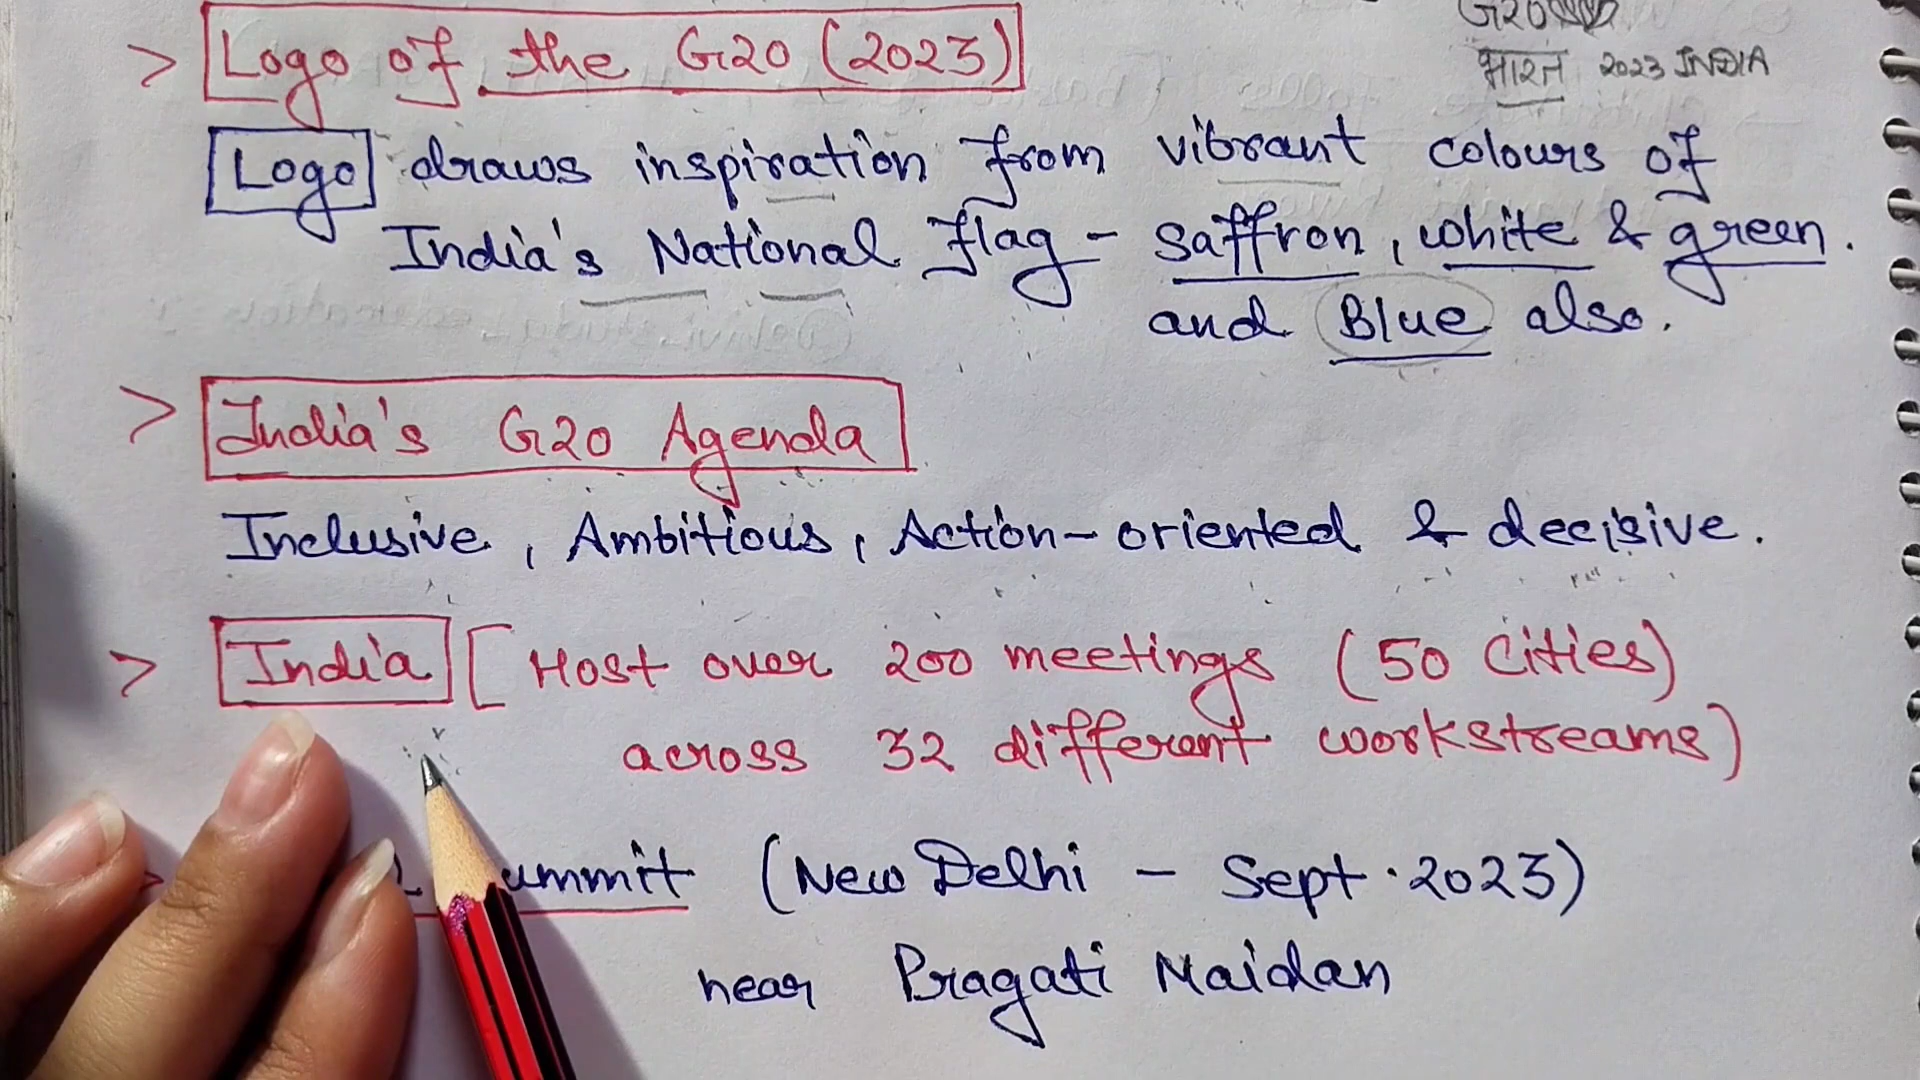 G20
भारत 2023 INDIA
> Logo of the G20 (2023)
Logo draws inspiration from vibrant colours of
India's National Flag - saffron, white & green.
and Blue also.
> India's G20 Agenda
Inclusive, Ambitious, Action-oriented & decisive.
> India [Host over 200 meetings (50 Cities)
across 32 different workstreams)
(New Delhi - Sept. 2023)
near Pragati Maidan